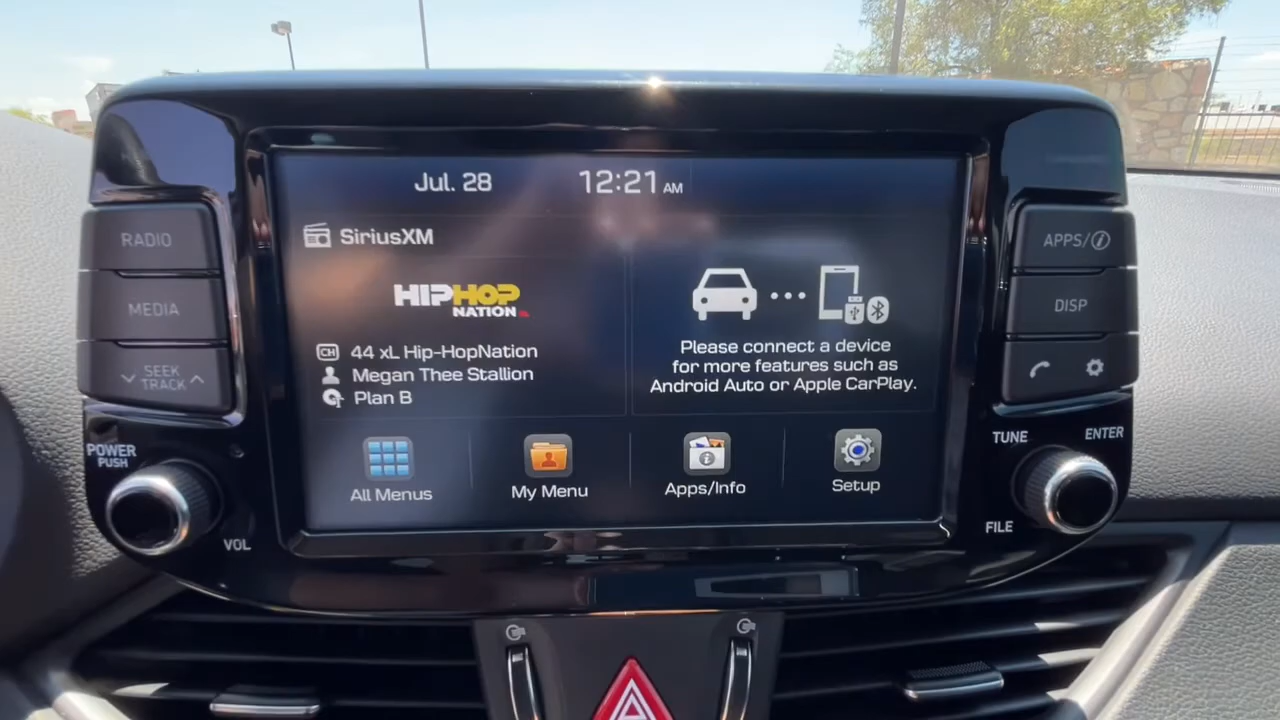 Jul. 28 12:21 AM
RADIO
MEDIA
SEEK
TRACK
SiriusXM
HIPHOP
NATION
CH 44 xL Hip-HopNation
Megan Thee Stallion
Plan B
Please connect a device
for more features such as
Android Auto or Apple CarPlay.
All Menus
My Menu
Apps/Info
Setup
APPS/i
DISP
POWER
PUSH
VOL
TUNE
ENTER
FILE